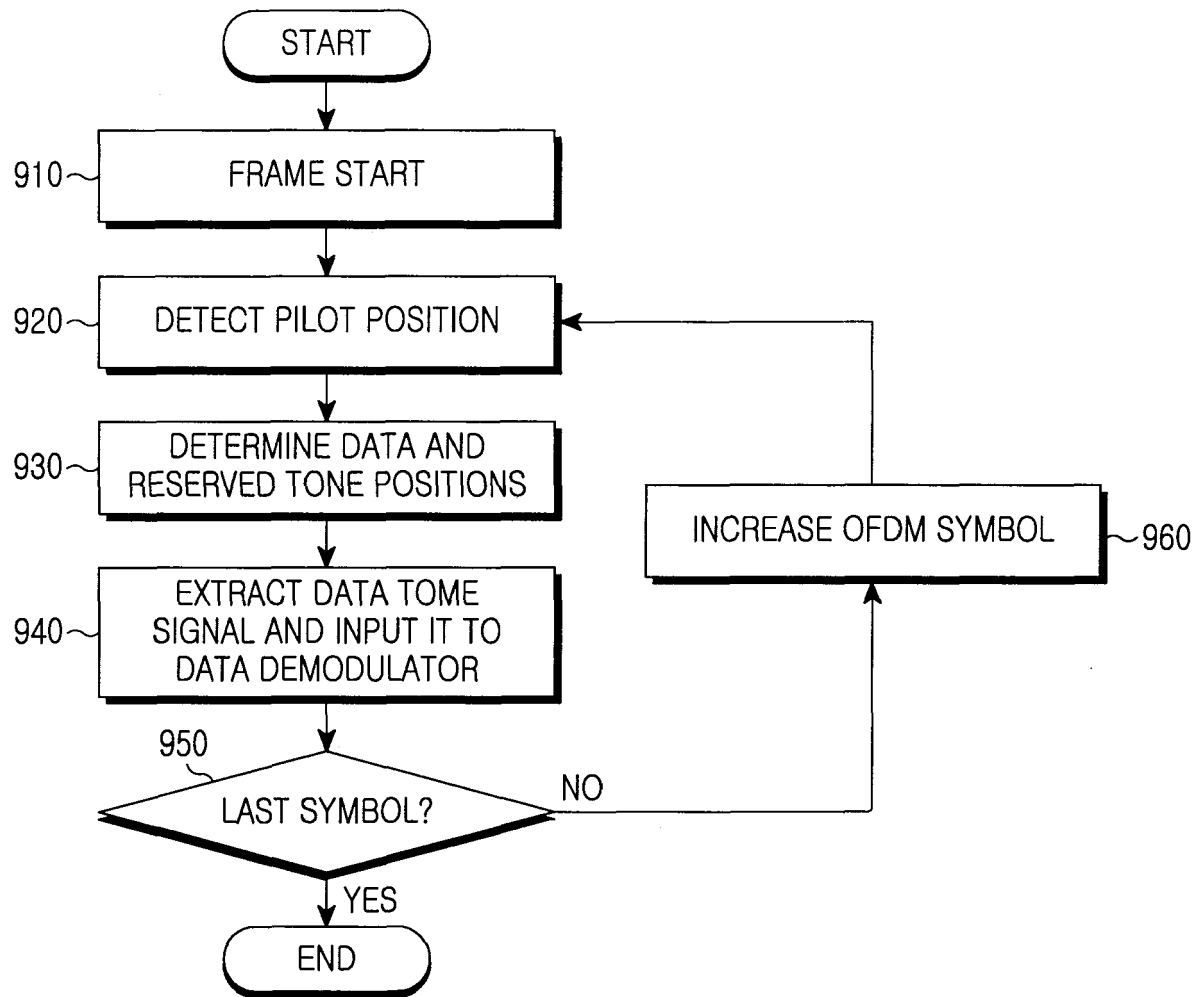 START
910
FRAME START
920
DETECT PILOT POSITION
930
DETERMINE DATA AND
RESERVED TONE POSITIONS
INCREASE OFDM SYMBOL
960
940
EXTRACT DATA TOME
SIGNAL AND INPUT IT TO
DATA DEMODULATOR
950
LAST SYMBOL?
NO
YES
END